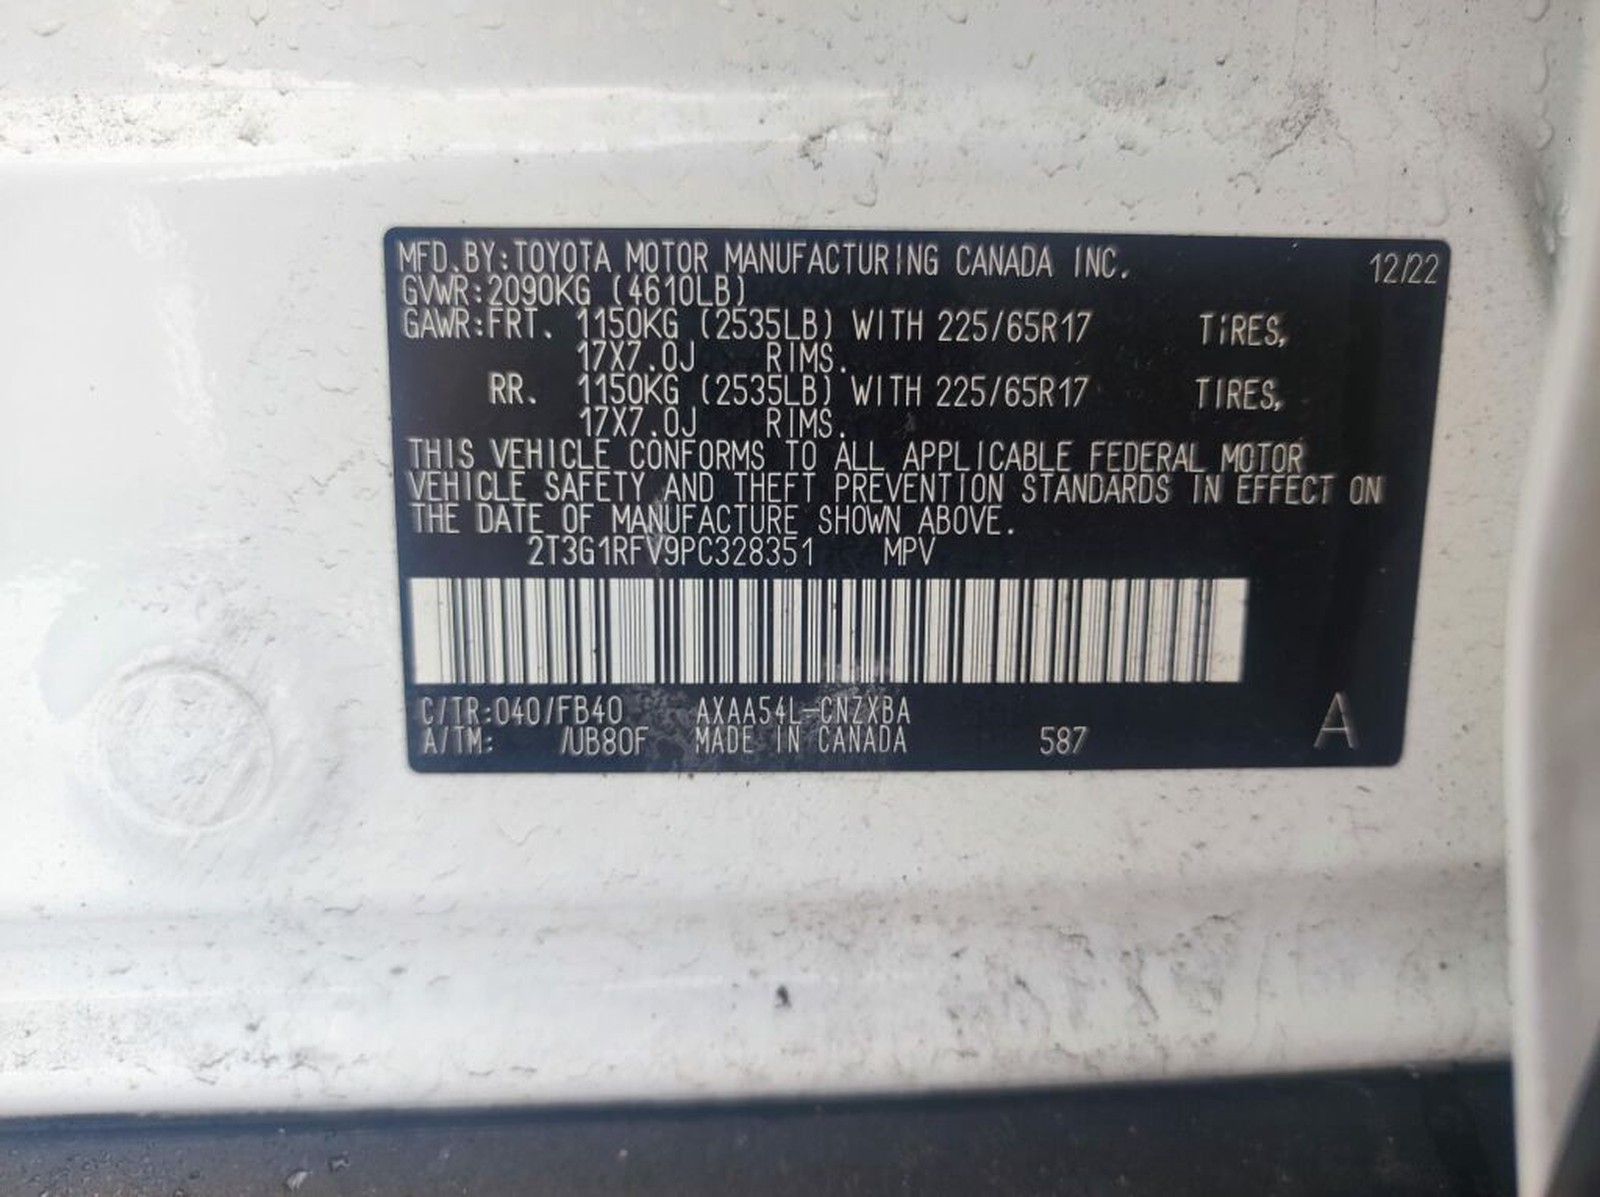 MFD.BY:TOYOTA MOTOR MANUFACTURING CANADA INC. 12/22
GVWR:2090KG (4610LB)
GAWR:FRT. 1150KG (2535LB) WITH 225/65R17 TIRES,
17X7.0J RIMS.
RR. 1150KG (2535LB) WITH 225/65R17 TIRES,
17X7.0J RIMS.
THIS VEHICLE CONFORMS TO ALL APPLICABLE FEDERAL MOTOR
VEHICLE SAFETY AND THEFT PREVENTION STANDARDS IN EFFECT ON
THE DATE OF MANUFACTURE SHOWN ABOVE.
2T3G1RFV9PC328351 MPV
C/TR:040/FB40 AXAA54L-CNZXBA
A/TM: /UB80F MADE IN CANADA 587 A